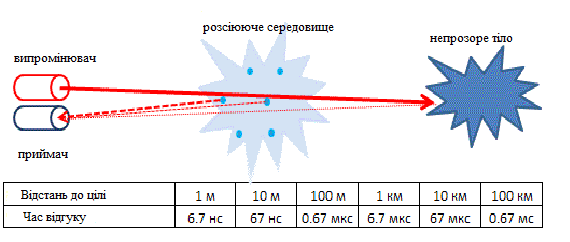 розсіююче середовище
непрозоре тіло
випромінювач
приймач
Відстань до цілі 1 м 10 м 100 м 1 км 10 км 100 км
Час відгуку 6.7 нс 67 нс 0.67 мкс 6.7 мкс 67 мкс 0.67 мс